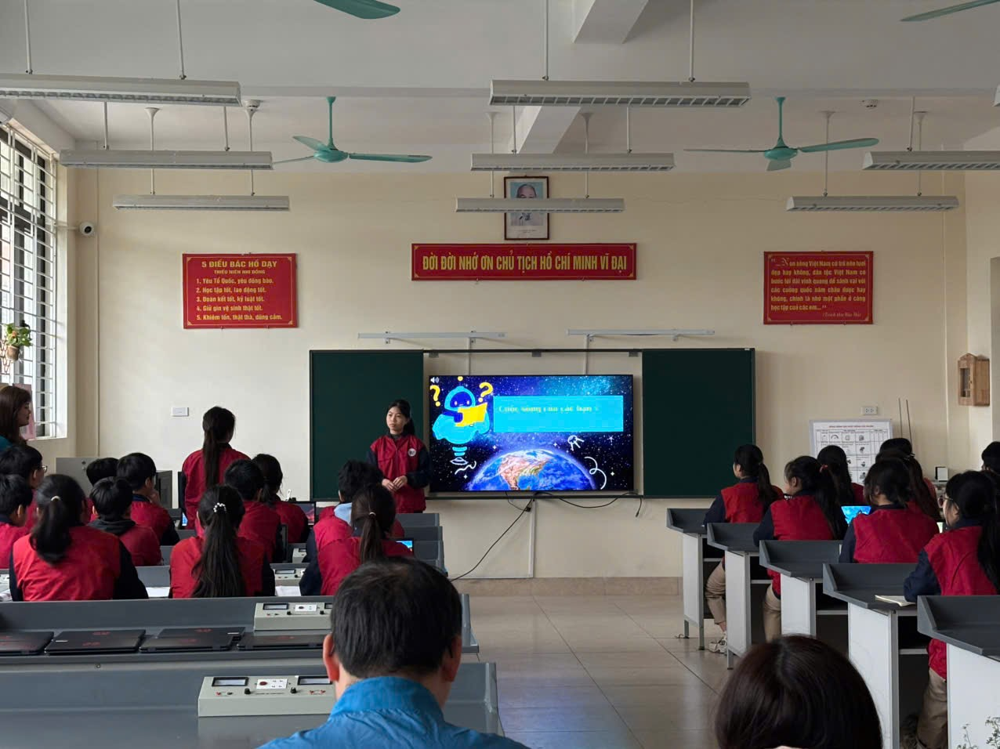 ĐỜI ĐỜI NHỚ ƠN CHỦ TỊCH HỒ CHÍ MINH VĨ ĐẠI
5 ĐIỀU BÁC HỒ DẠY
THIẾU NIÊN NHI ĐỒNG
1. Yêu Tổ Quốc, yêu đồng bào.
2. Học tập tốt, lao động tốt.
3. Đoàn kết tốt, kỷ luật tốt.
4. Giữ gìn vệ sinh thật tốt.
5. Khiêm tốn, thật thà, dũng cảm.
"...Non sông Việt Nam có trở nên tươi
đẹp hay không, dân tộc Việt Nam có
bước tới đài vinh quang để sánh vai với
các cường quốc năm châu được hay
không, chính là nhờ một phần ở công
học tập của các em..."
(Trích thư Bác Hồ)
Cuộc sống của các bạn ?
? ? ?